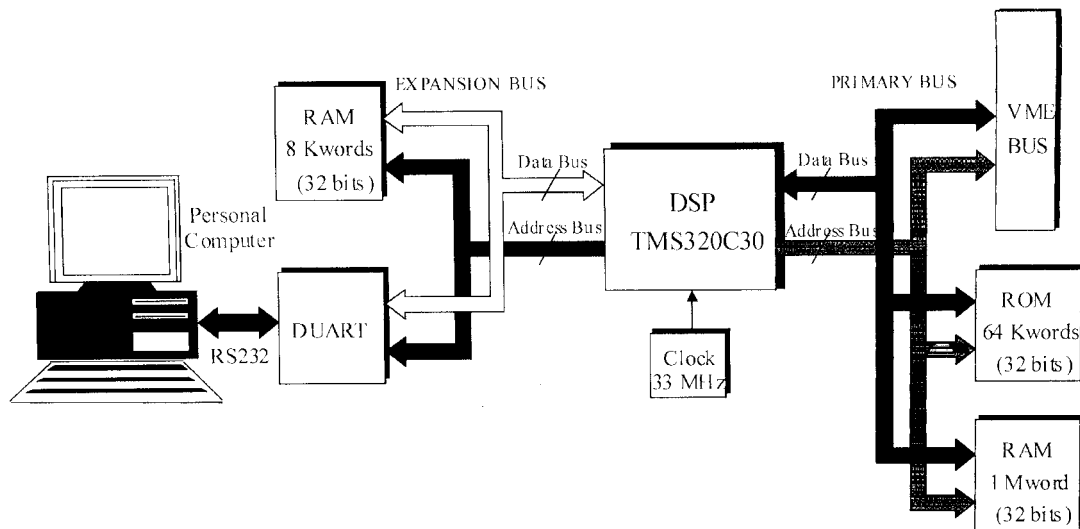 EXPANSION BUS
RAM
8 Kwords
(32 bits)
Data Bus
Address Bus
Personal
Computer
RS232
DUART
DSP
TMS320C30
Clock
33 MHz
PRIMARY BUS
Data Bus
Address Bus
VME
BUS
ROM
64 Kwords
(32 bits)
RAM
1 Mword
(32 bits)